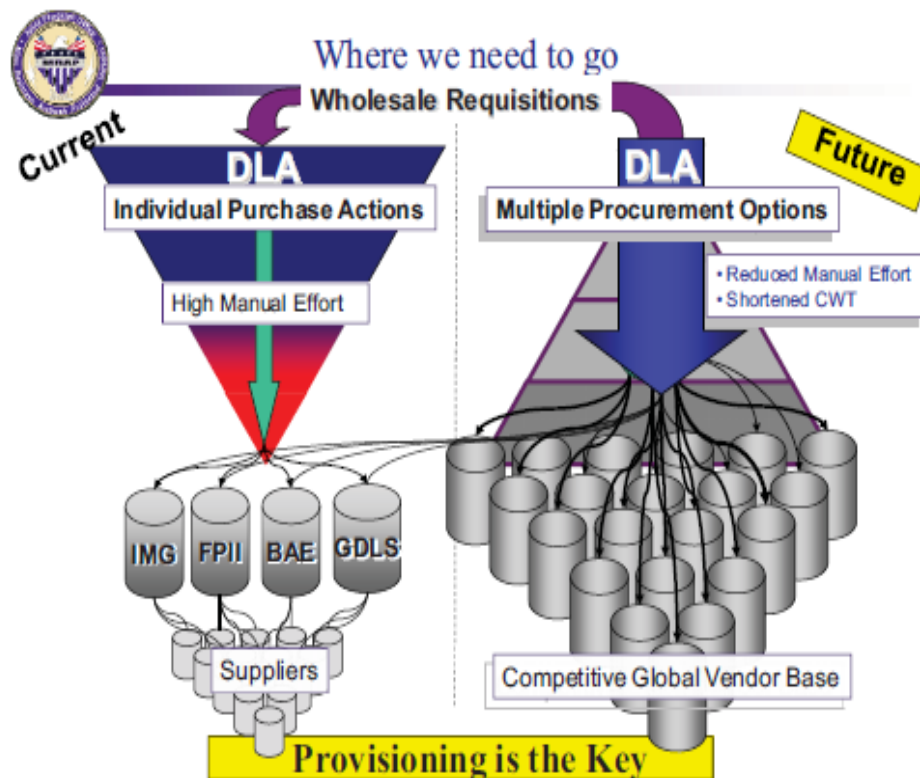 MRAP
Where we need to go
Wholesale Requisitions
Current
DLA
Individual Purchase Actions
High Manual Effort
IMG
FPII
BAE
GDLS
Suppliers
Future
DLA
Multiple Procurement Options
• Reduced Manual Effort
• Shortened CWT
Competitive Global Vendor Base
Provisioning is the Key